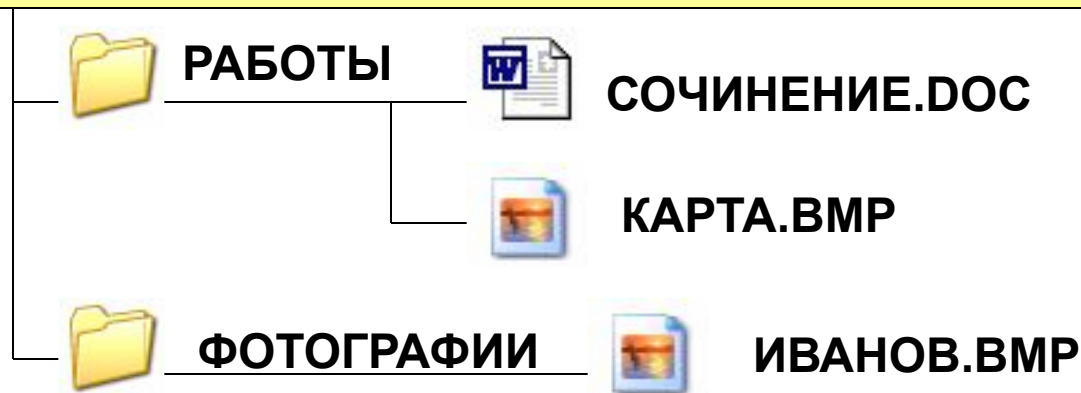 РАБОТЫ
СОЧИНЕНИЕ.DOC
КАРТА.BMP
ФОТОГРАФИИ
ИВАНОВ.BMP